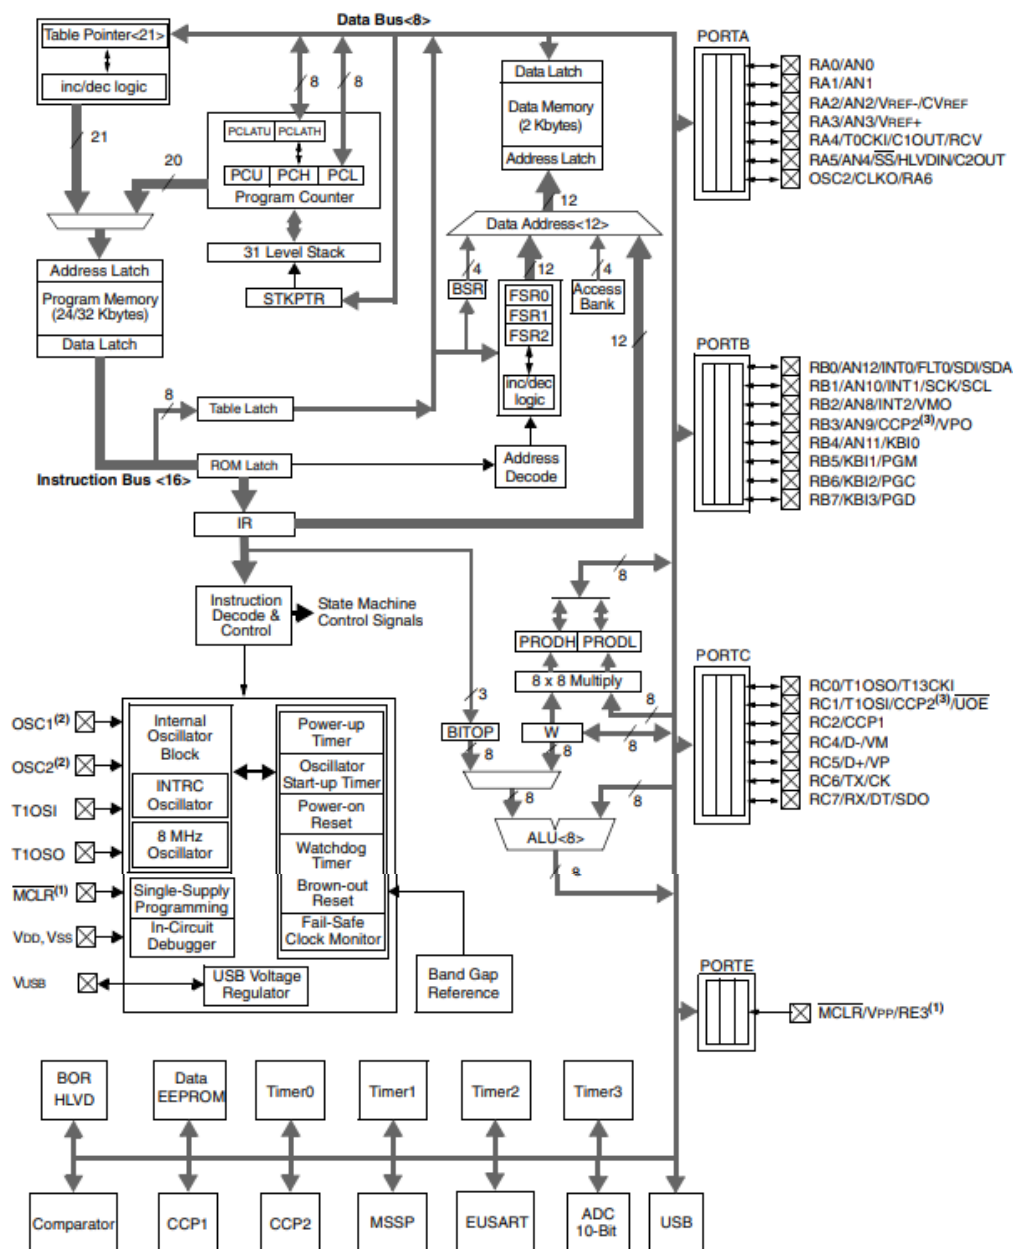 Data Bus<8>
Table Pointer<21>
inc/dec logic
21
20
8
8
PCLATU PCLATH
PCU PCH PCL
Program Counter
31 Level Stack
STKPTR
Address Latch
Program Memory
(24/32 Kbytes)
Data Latch
8
Table Latch
Instruction Bus <16>
ROM Latch
IR
Data Latch
Data Memory
(2 Kbytes)
Address Latch
12
Data Address<12>
4
12
4
BSR
FSR0
FSR1
FSR2
inc/dec
logic
Access
Bank
12
Address
Decode
Instruction
Decode &
Control
State Machine
Control Signals
8
PRODH PRODL
8 x 8 Multiply
3
8
BITOP
W
8
8
8
8
8
ALU<8>
8
OSC1(2)
OSC2(2)
T1OSI
T1OSO
MCLR(1)
VDD, VSS
VUSB
Internal
Oscillator
Block
INTRC
Oscillator
8 MHz
Oscillator
Single-Supply
Programming
In-Circuit
Debugger
USB Voltage
Regulator
Power-up
Timer
Oscillator
Start-up Timer
Power-on
Reset
Watchdog
Timer
Brown-out
Reset
Fail-Safe
Clock Monitor
Band Gap
Reference
PORTA
RA0/AN0
RA1/AN1
RA2/AN2/VREF-/CVREF
RA3/AN3/VREF+
RA4/T0CKI/C1OUT/RCV
RA5/AN4/SS/HLVDIN/C2OUT
OSC2/CLKO/RA6
PORTB
RB0/AN12/INT0/FLT0/SDI/SDA
RB1/AN10/INT1/SCK/SCL
RB2/AN8/INT2/VMO
RB3/AN9/CCP2(3)/VPO
RB4/AN11/KBI0
RB5/KBI1/PGM
RB6/KBI2/PGC
RB7/KBI3/PGD
PORTC
RC0/T1OSO/T13CKI
RC1/T1OSI/CCP2(3)/UOE
RC2/CCP1
RC4/D-/VM
RC5/D+/VP
RC6/TX/CK
RC7/RX/DT/SDO
PORTE
MCLR/VPP/RE3(1)
BOR
HLVD
Data
EEPROM
Timer0
Timer1
Timer2
Timer3
Comparator
CCP1
CCP2
MSSP
EUSART
ADC
10-Bit
USB